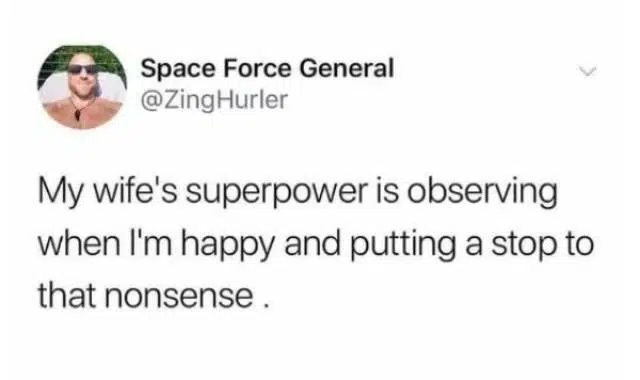 Space Force General
@ZingHurler
My wife's superpower is observing
when I'm happy and putting a stop to
that nonsense .